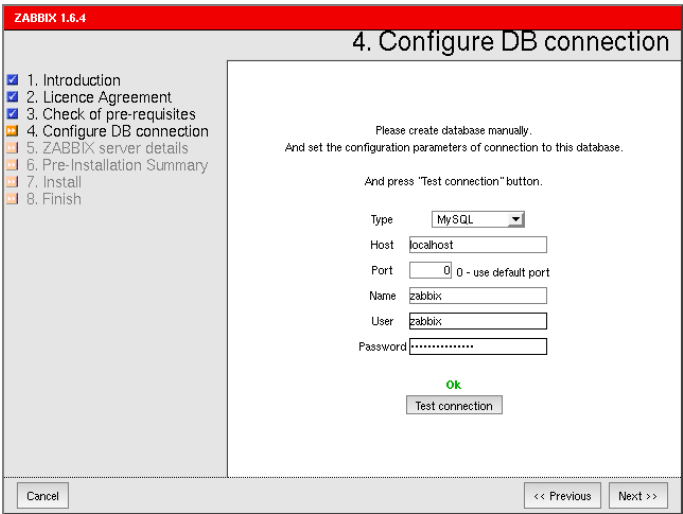 ZABBIX 1.6.4
4. Configure DB connection
1. Introduction
2. Licence Agreement
3. Check of pre-requisites
4. Configure DB connection
5. ZABBIX server details
6. Pre-Installation Summary
7. Install
8. Finish
Please create database manually.
And set the configuration parameters of connection to this database.
And press "Test connection" button.
Type MySQL
Host localhost
Port 0 0 - use default port
Name zabbix
User zabbix
Password ···············
Ok
Test connection
Cancel << Previous Next >>